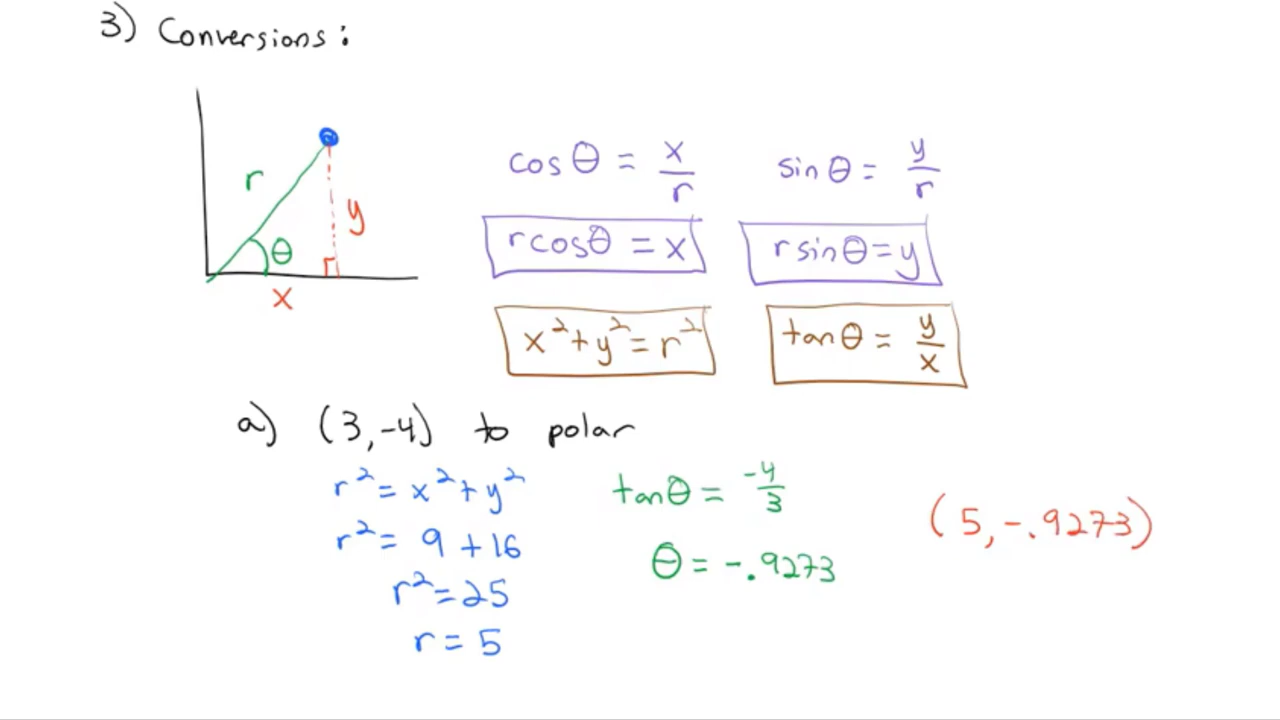 3) Conversions:
r
θ
y
x
cos θ = x/r
sin θ = y/r
r cos θ = x
r sin θ = y
x² + y² = r²
tan θ = y/x
a) (3, -4) to polar
r² = x² + y²
r² = 9 + 16
r² = 25
r = 5
tan θ = -4/3
θ = -.9273
(5, -.9273)